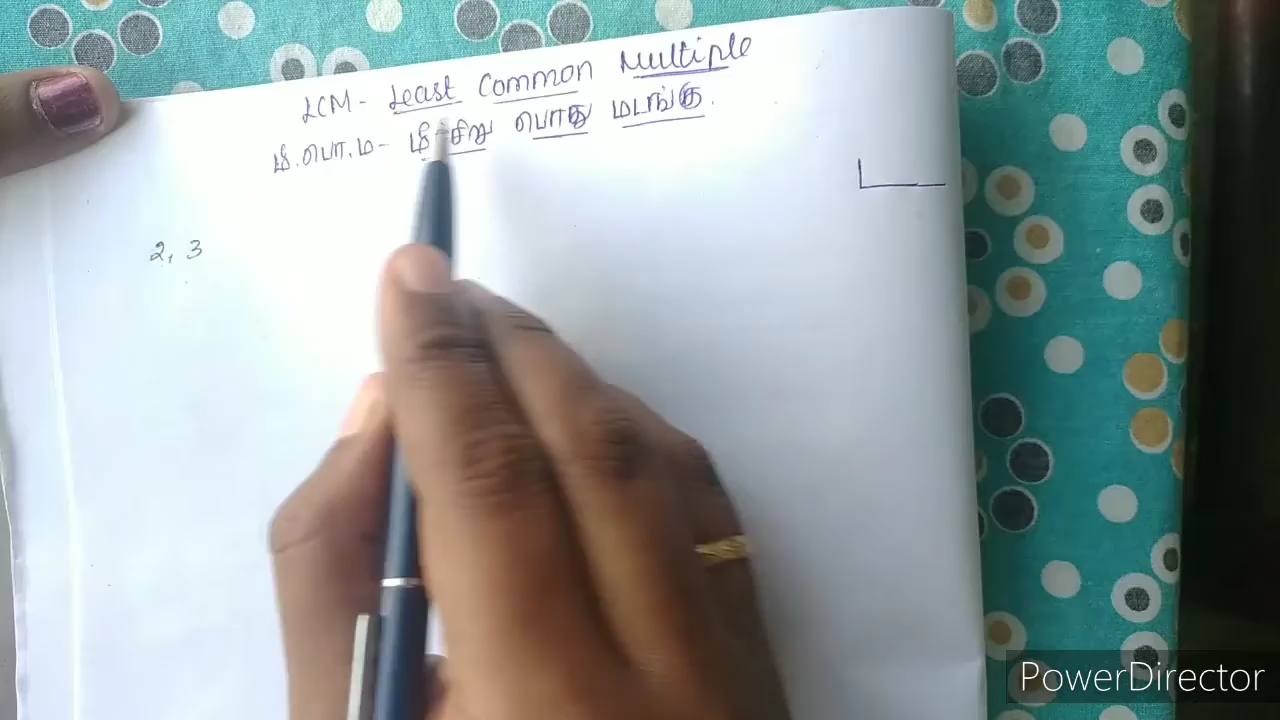 LCM - Least Common Multiple
மீ.பொ.ம - மீ-சிறு பொது மடங்கு.
2, 3
PowerDirector